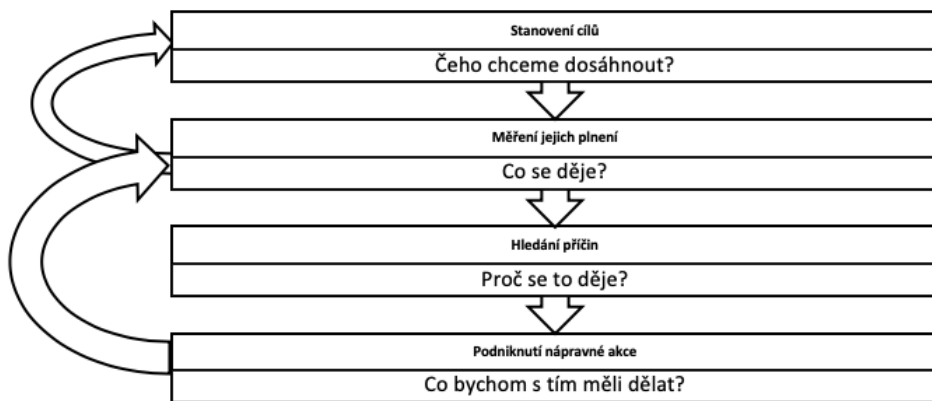 Stanovení cílů
Čeho chceme dosáhnout?
Měření jejich plnení
Co se děje?
Hledání příčin
Proč se to děje?
Podniknutí nápravné akce
Co bychom s tím měli dělat?